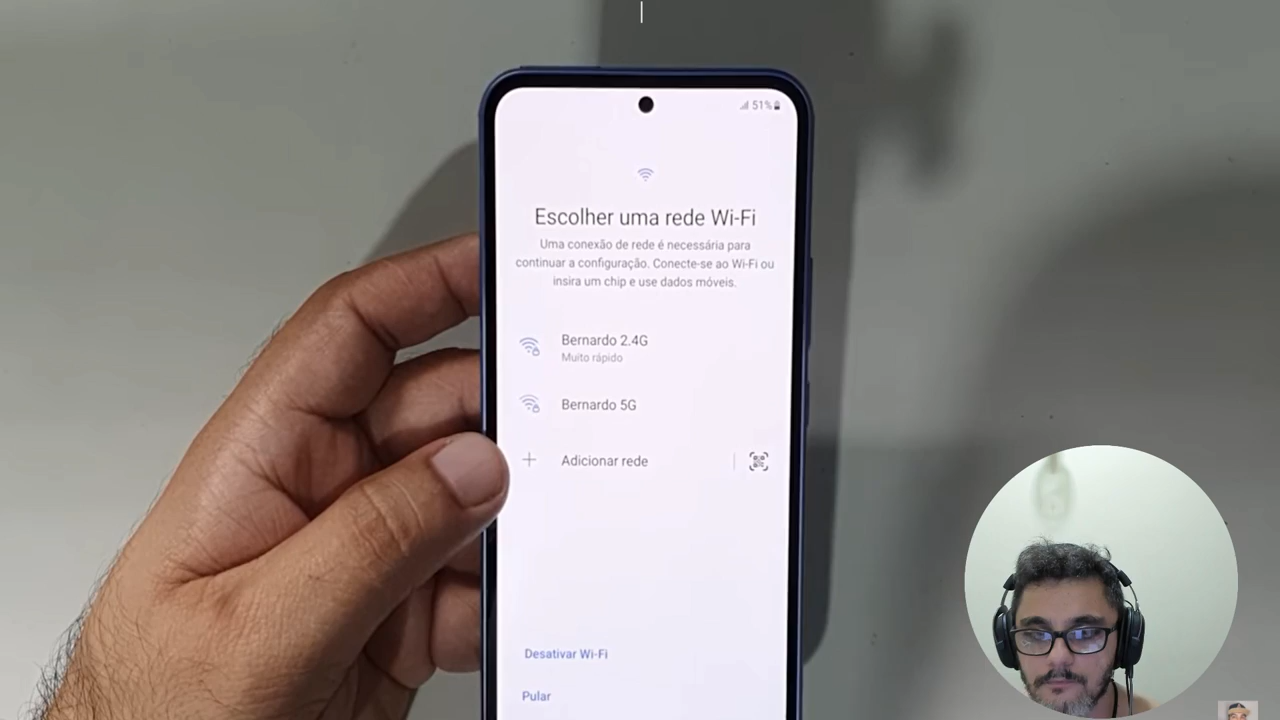 51%
Escolher uma rede Wi-Fi
Uma conexão de rede é necessária para
continuar a configuração. Conecte-se ao Wi-Fi ou
insira um chip e use dados móveis.
Bernardo 2.4G
Muito rápido
Bernardo 5G
Adicionar rede
Desativar Wi-Fi
Pular